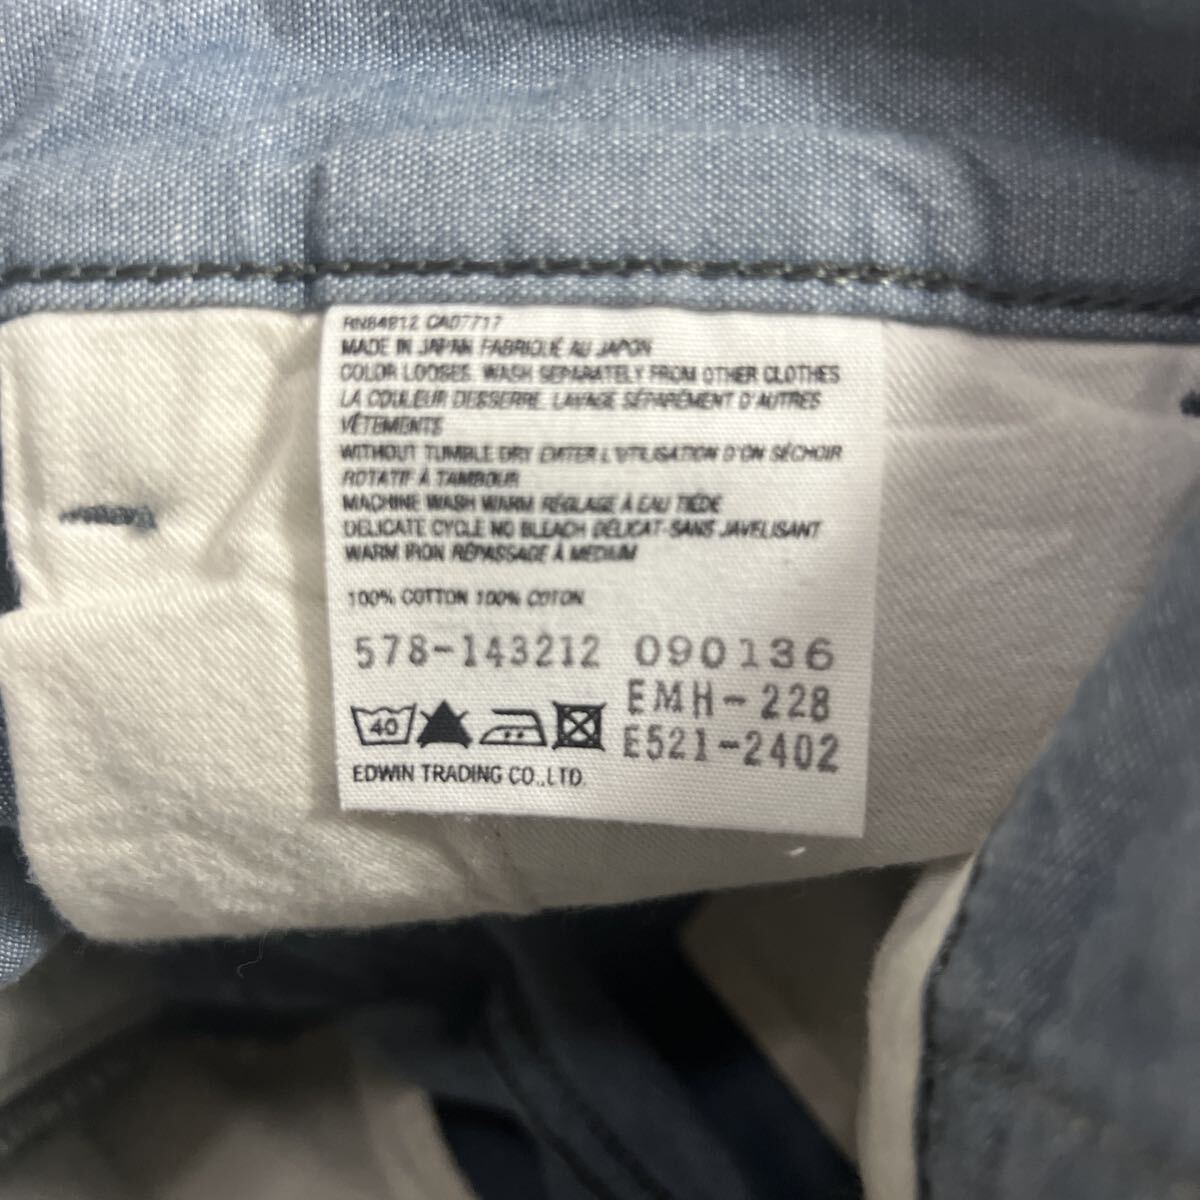 RN84812 CA07717
MADE IN JAPAN FABRIQUÉ AU JAPON
COLOR LOOSES. WASH SEPARATELY FROM OTHER CLOTHES
LA COULEUR DESSERRE. LAVAGE SÉPARÉMENT D'AUTRES
VÊTEMENTS
WITHOUT TUMBLE DRY EVITER L'UTILISATION D'ON SÉCHOIR
ROTATIF À TAMBOUR
MACHINE WASH WARM RÉGLAGE À EAU TIÈDE
DELICATE CYCLE NO BLEACH DÉLICAT-SANS JAVELISANT
WARM IRON RÉPASSAGE À MEDIUM
100% COTTON 100% COTON
578-143212 090136
EMH-228
40 E521-2402
EDWIN TRADING CO.,LTD.